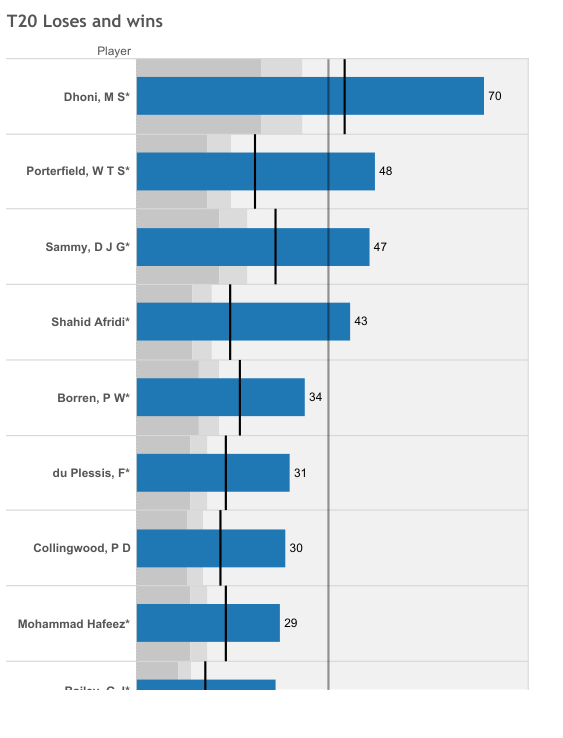 T20 Loses and wins
Player
Dhoni, M S* 70
Porterfield, W T S* 48
Sammy, D J G* 47
Shahid Afridi* 43
Borren, P W* 34
du Plessis, F* 31
Collingwood, P D 30
Mohammad Hafeez* 29